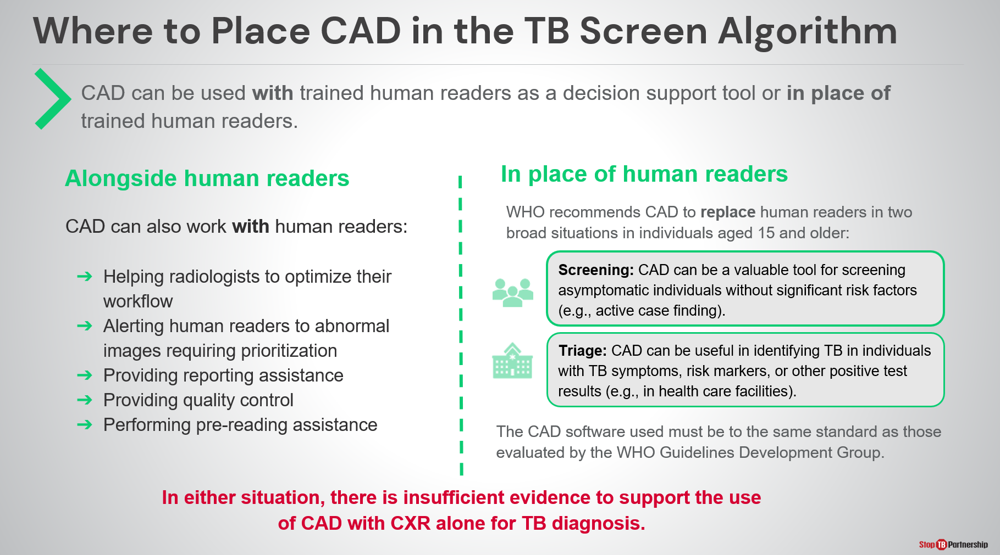 Where to Place CAD in the TB Screen Algorithm
CAD can be used with trained human readers as a decision support tool or in place of
trained human readers.
Alongside human readers
CAD can also work with human readers:
➔ Helping radiologists to optimize their
workflow
➔ Alerting human readers to abnormal
images requiring prioritization
➔ Providing reporting assistance
➔ Providing quality control
➔ Performing pre-reading assistance
In place of human readers
WHO recommends CAD to replace human readers in two
broad situations in individuals aged 15 and older:
Screening: CAD can be a valuable tool for screening
asymptomatic individuals without significant risk factors
(e.g., active case finding).
Triage: CAD can be useful in identifying TB in individuals
with TB symptoms, risk markers, or other positive test
results (e.g., in health care facilities).
The CAD software used must be to the same standard as those
evaluated by the WHO Guidelines Development Group.
In either situation, there is insufficient evidence to support the use
of CAD with CXR alone for TB diagnosis.
Stop TB Partnership